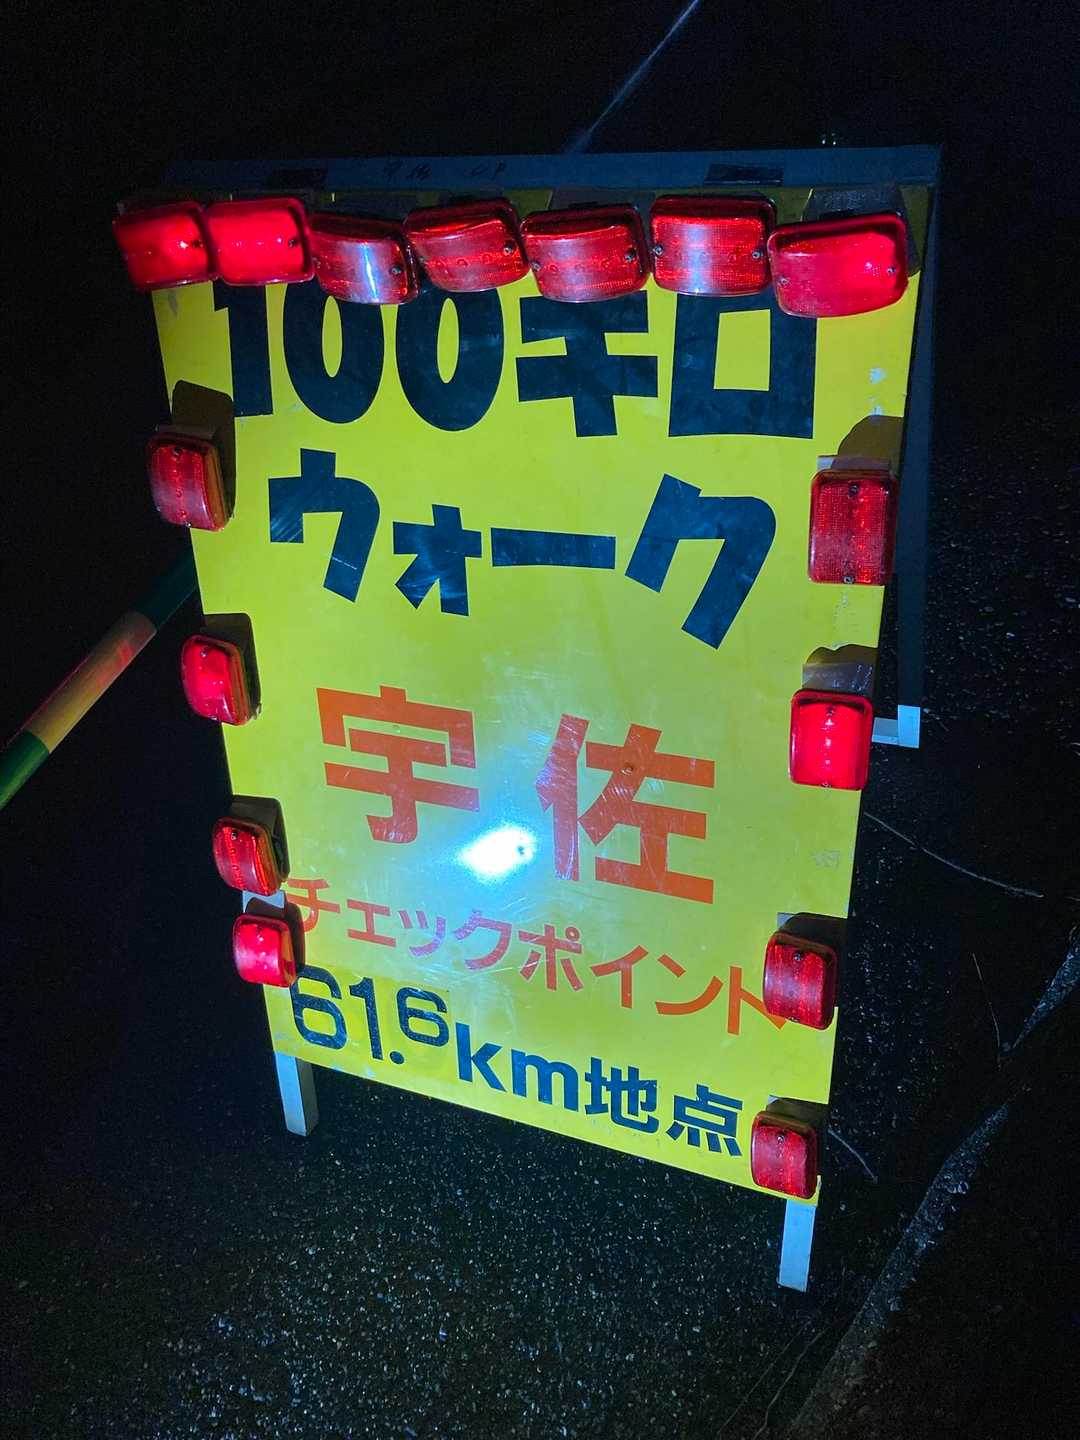 100キロ
ウォーク
宇佐
チェックポイント
61.6km地点